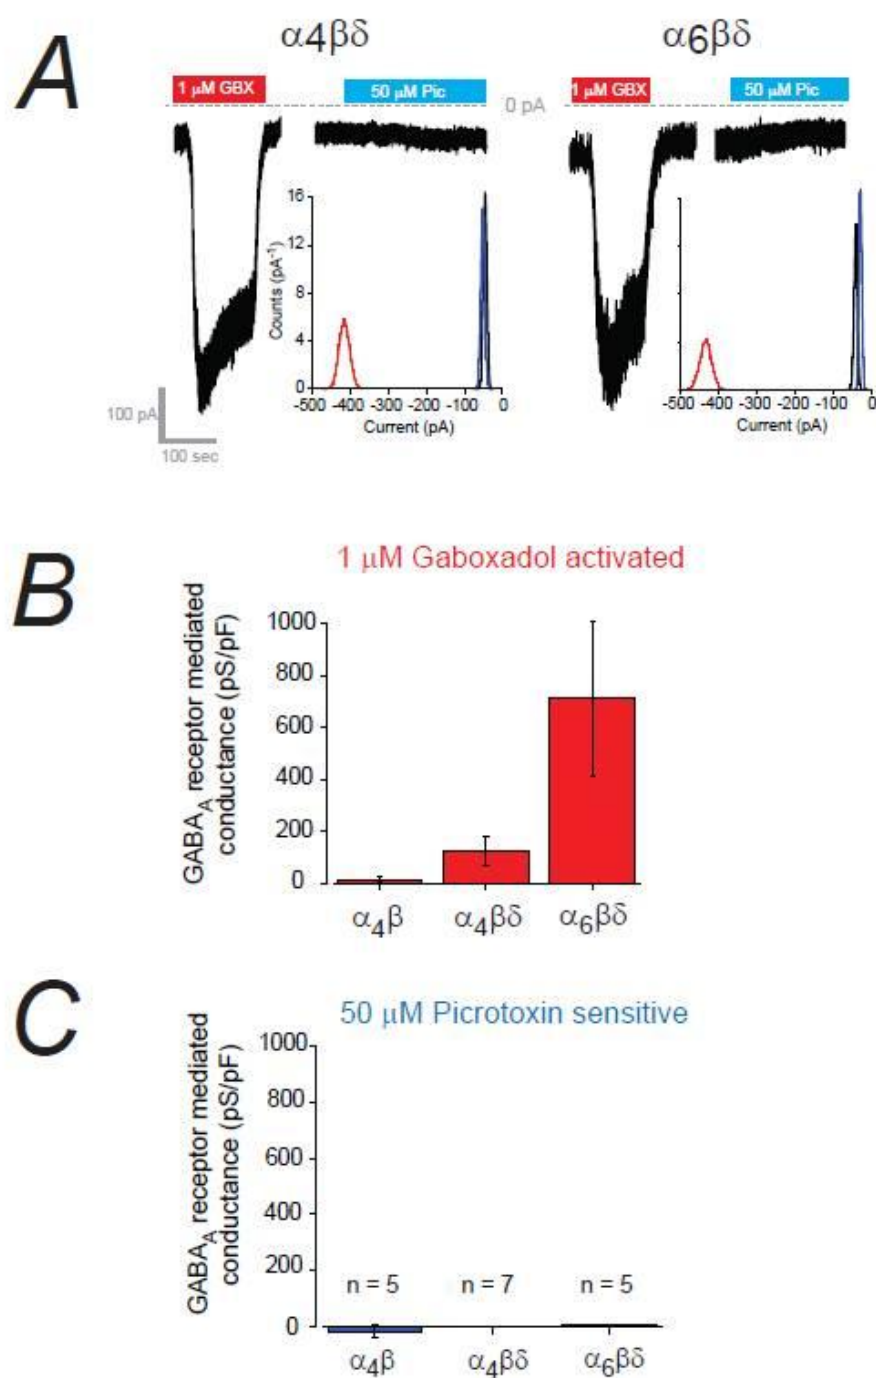 A
α4βδ
α6βδ
1 μM GBX
50 μM Pic
0 pA
1 μM GBX
50 μM Pic
16
12
8
4
0
Counts (pA⁻¹)
-500 -400 -300 -200 -100 0
Current (pA)
-500 -400 -300 -200 -100 0
Current (pA)
100 pA
100 sec
B
1 μM Gaboxadol activated
GABA_A receptor mediated
conductance (pS/pF)
1000
800
600
400
200
0
α₄β
α₄βδ
α₆βδ
C
50 μM Picrotoxin sensitive
GABA_A receptor mediated
conductance (pS/pF)
1000
800
600
400
200
0
n = 5
n = 7
n = 5
α₄β
α₄βδ
α₆βδ